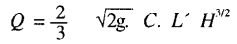 Q = 2/3 √2g. C. L´ H^3/2